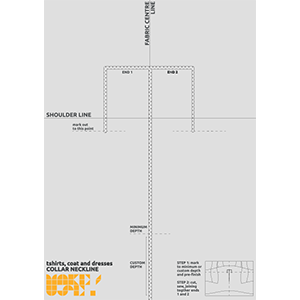 FABRIC CENTRE
LINE
END 1
END 2
SHOULDER LINE
mark out
to this point
MINIMUM
DEPTH
tshirts, coat and dresses
COLLAR NECKLINE
CUSTOM
DEPTH
STEP 1: mark
to minimum or
custom depth
and pre-finish
STEP 2: cut,
sew, joining
together ends
1 and 2